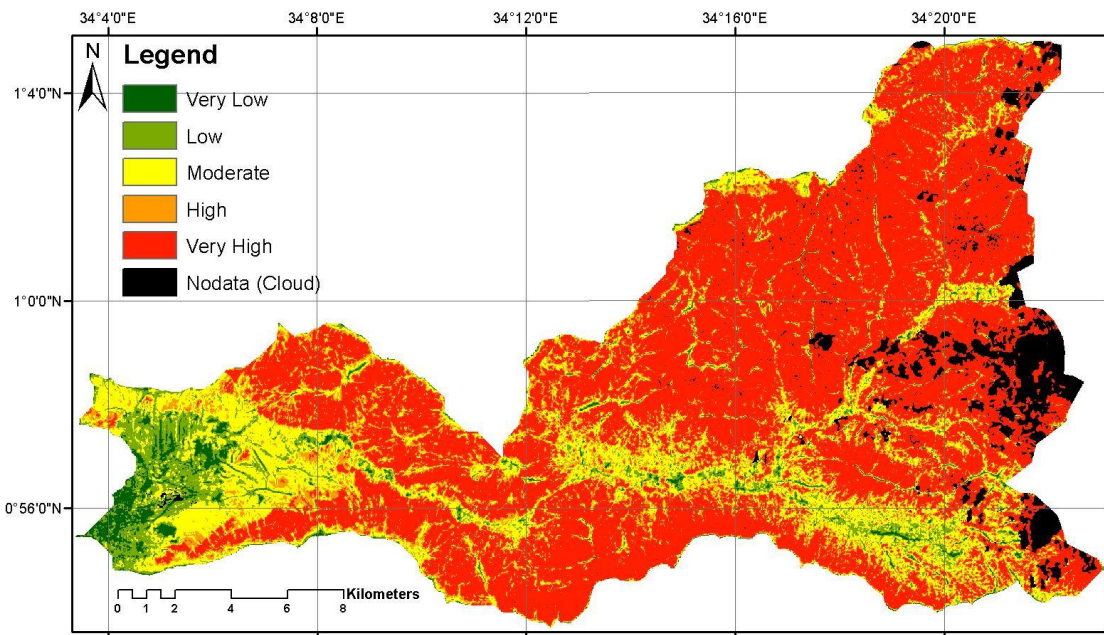 34°4'0"E 34°8'0"E 34°12'0"E 34°16'0"E 34°20'0"E
N
Legend
Very Low
Low
Moderate
High
Very High
Nodata (Cloud)
1°4'0"N
1°0'0"N
0°56'0"N
Kilometers
0 1 2 4 6 8